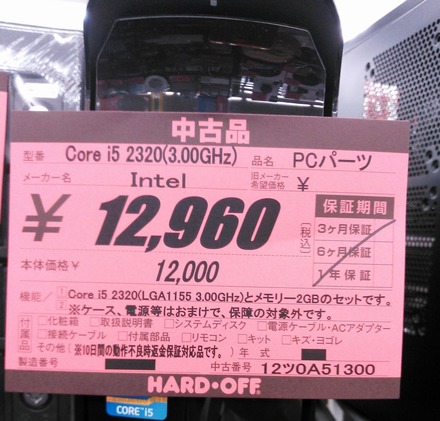 中古品
型番 Core i5 2320(3.00GHz) 品名 PCパーツ
メーカー名 Intel 旧メーカー希望価格 ¥
¥ 12,960 [税込]
保証期間
3ヶ月保証
6ヶ月保証
1年保証
本体価格¥ 12,000
機能 1 Core i5 2320(LGA1155 3.00GHz)とメモリー2GBのセットです。
2 ※ケース、電源等はおまけで、保障の対象外です。
付属品 □化粧箱 □取扱説明書 □システムディスク □電源ケーブル・ACアダプター
□接続ケーブル □付属部品 □リモコン □キット □キズ・ヨゴレ
その他(※10日間の動作不良時返金保証対応品です。) 年式
製造番号 中古番号 12ツ0A51300
HARD・OFF
CORE i5